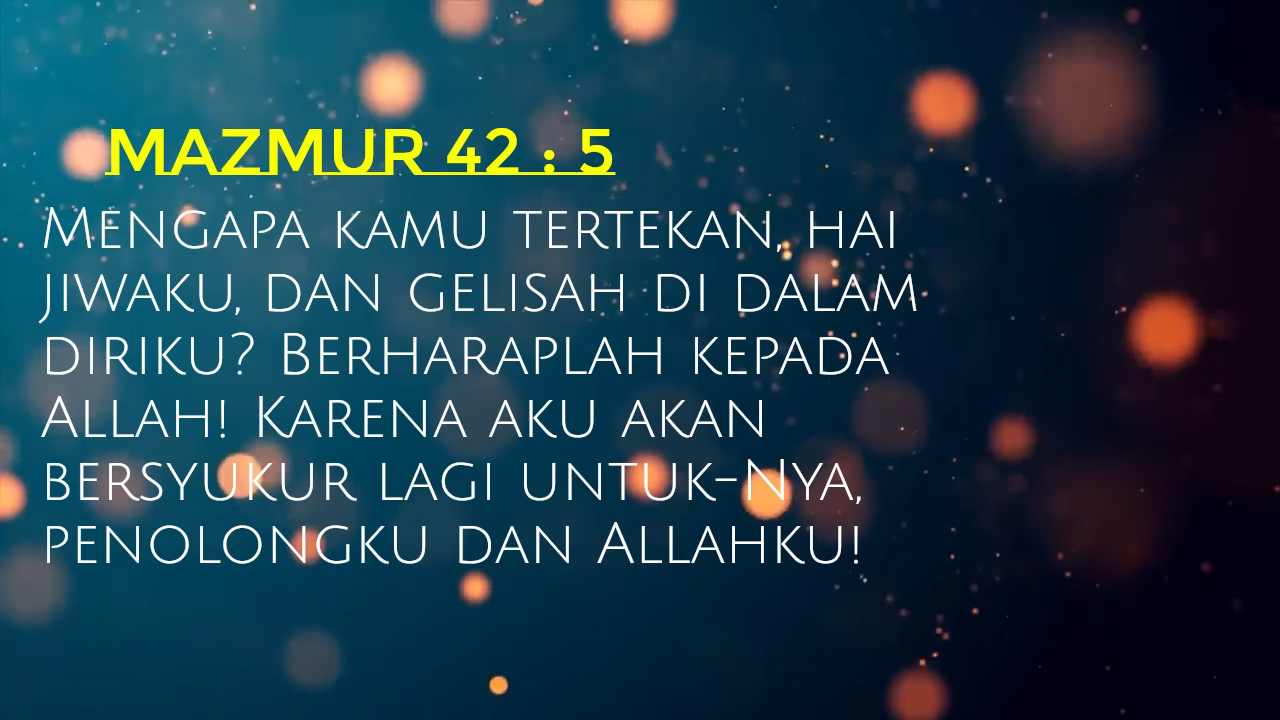 MAZMUR 42 : 5
Mengapa kamu tertekan, hai
jiwaku, dan gelisah di dalam
diriku? Berharaplah kepada
Allah! Karena aku akan
bersyukur lagi untuk-Nya,
penolongku dan Allahku!